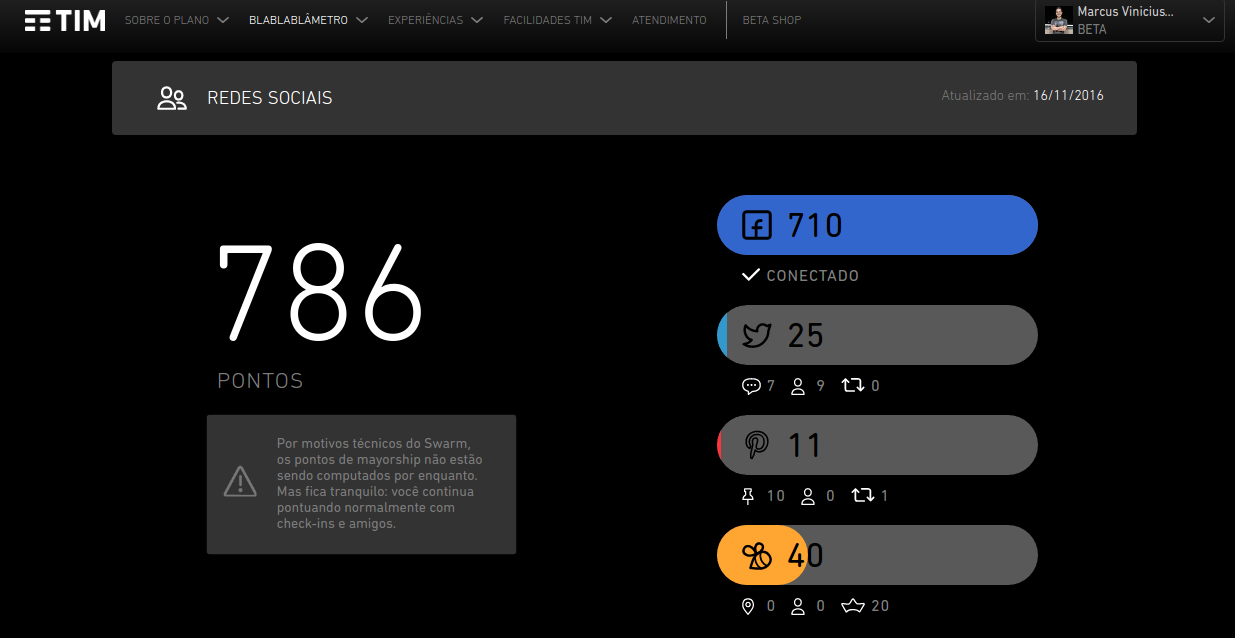 TIM
SOBRE O PLANO
BLABLABLÂMETRO
EXPERIÊNCIAS
FACILIDADES TIM
ATENDIMENTO
BETA SHOP
Marcus Vinicius...
BETA
REDES SOCIAIS
Atualizado em: 16/11/2016
786
PONTOS
Por motivos técnicos do Swarm,
os pontos de mayorship não estão
sendo computados por enquanto.
Mas fica tranquilo: você continua
pontuando normalmente com
check-ins e amigos.
710
CONECTADO
25
7 9 0
11
10 0 1
40
0 0 20